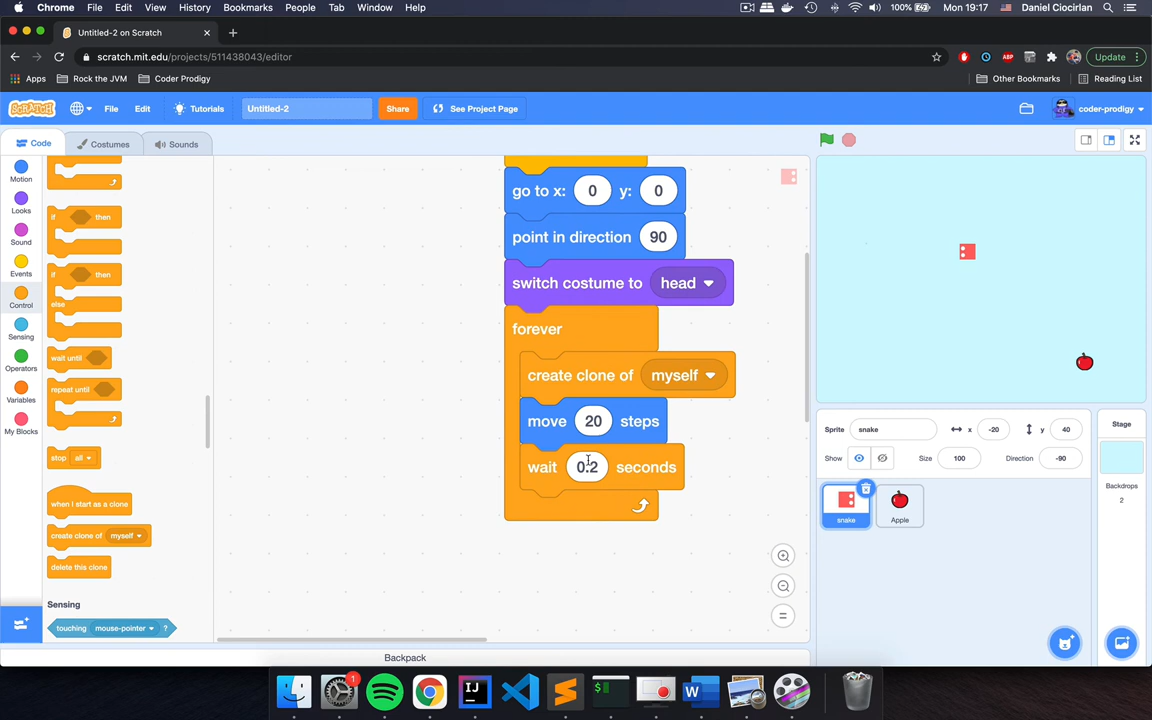 Chrome File Edit View History Bookmarks People Tab Window Help 100% Mon 19:17 Daniel Ciocirlan
Untitled-2 on Scratch
scratch.mit.edu/projects/511438043/editor ABP Update
Apps Rock the JVM Coder Prodigy Other Bookmarks Reading List
SCRATCH File Edit Tutorials Untitled-2 Share See Project Page coder-prodigy
Code Costumes Sounds
Motion
Looks
Sound
Events
Control
Sensing
Operators
Variables
My Blocks
if then
if then
else
wait until
repeat until
stop all
when I start as a clone
create clone of myself
delete this clone
Sensing
touching mouse-pointer ?
go to x: 0 y: 0
point in direction 90
switch costume to head
forever
create clone of myself
move 20 steps
wait 0.2 seconds
Backpack
Sprite snake x -20 y 40
Show Size 100 Direction -90
snake
Apple
Stage
Backdrops
2
1
IJ
$
W